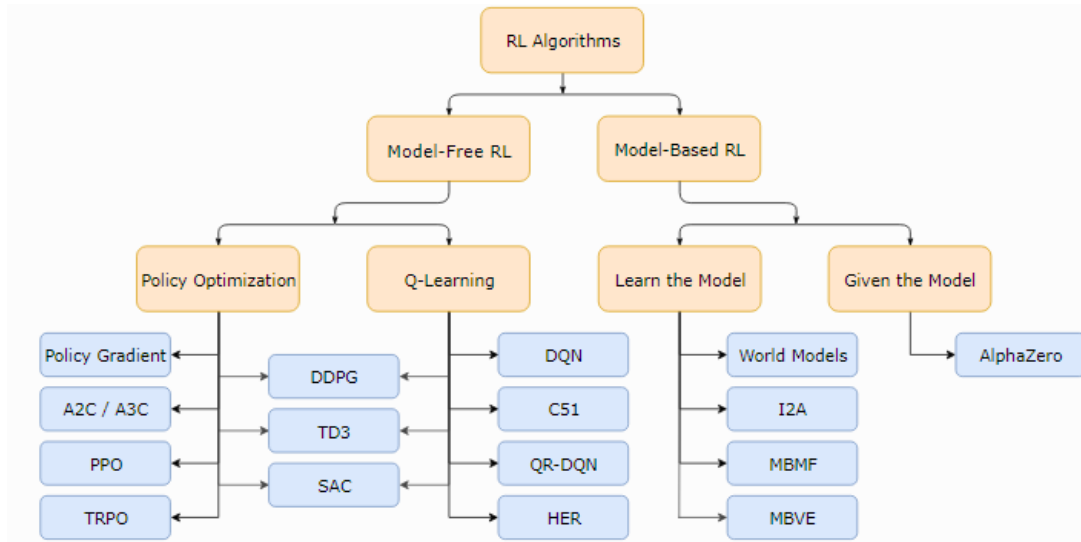 RL Algorithms
Model-Free RL
Model-Based RL
Policy Optimization
Q-Learning
Learn the Model
Given the Model
Policy Gradient
DQN
World Models
AlphaZero
DDPG
A2C / A3C
C51
I2A
TD3
PPO
QR-DQN
MBMF
SAC
TRPO
HER
MBVE